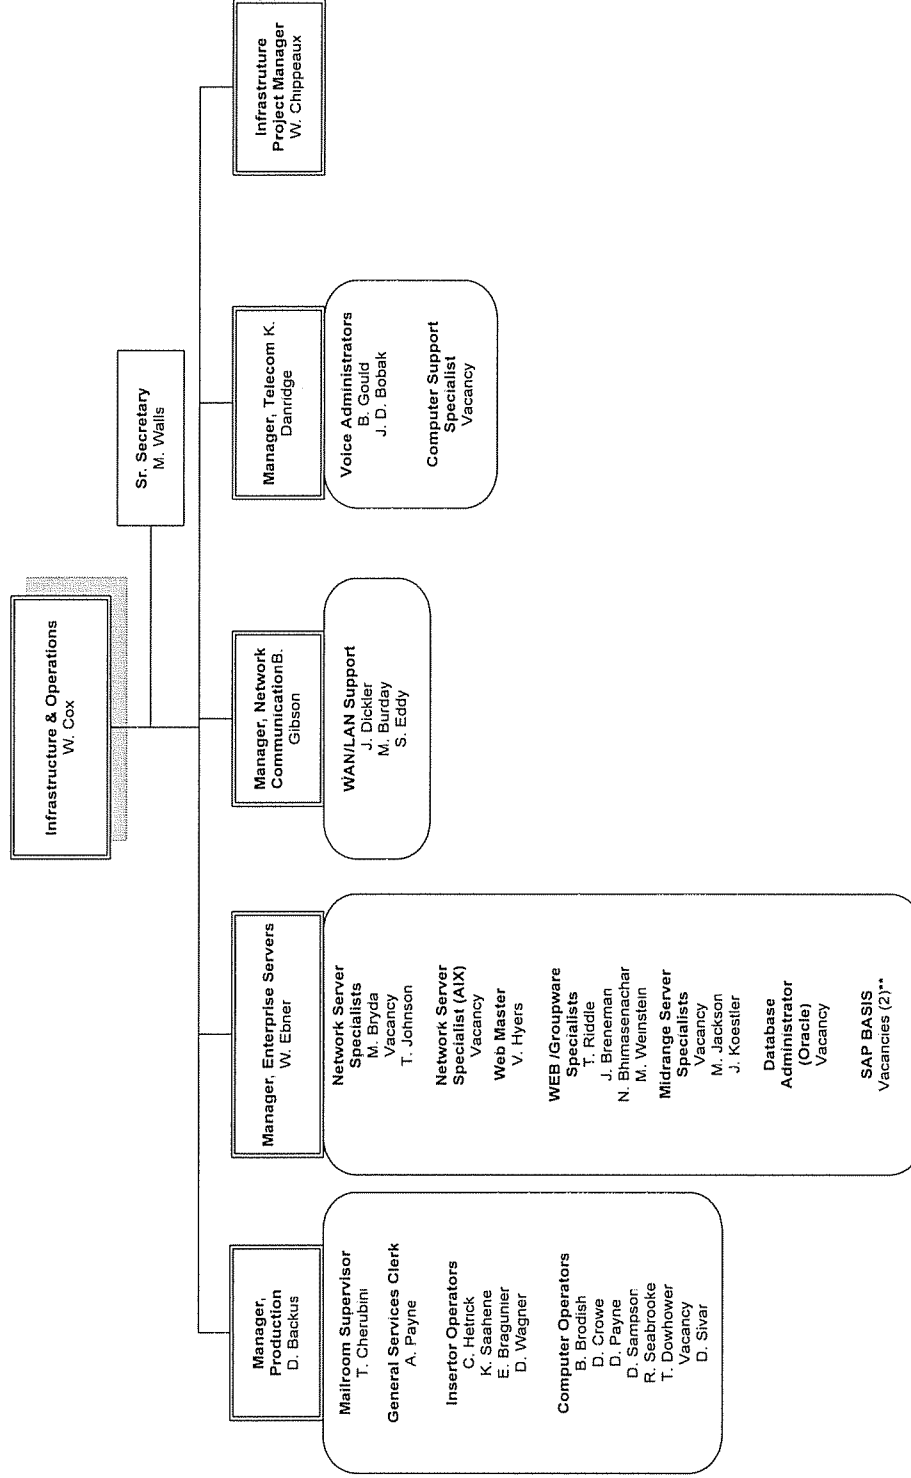 Infrastructure & Operations
W. Cox
Sr. Secretary
M. Walls
Manager,
Production
D. Backus
Mailroom Supervisor
T. Cherubini
General Services Clerk
A. Payne
Insertor Operators
C. Hetrick
K. Saahene
E. Bragunier
D. Wagner
Computer Operators
B. Brodish
D. Crowe
D. Payne
D. Sampson
R. Seabrooke
T. Dowhower
Vacancy
D. Sivar
Manager, Enterprise Servers
W. Ebner
Network Server
Specialists
M. Bryda
Vacancy
T. Johnson
Network Server
Specialist (AIX)
Vacancy
Web Master
V. Hyers
WEB /Groupware
Specialists
T. Riddle
J. Breneman
N. Bhimasenachar
M. Weinstein
Midrange Server
Specialists
Vacancy
M. Jackson
J. Koestler
Database
Administrator
(Oracle)
Vacancy
SAP BASIS
Vacancies (2)**
Manager, Network
CommunicationB.
Gibson
WAN/LAN Support
J. Dickler
M. Burday
S. Eddy
Manager, Telecom K.
Danridge
Voice Administrators
B. Gould
J. D. Bobak
Computer Support
Specialist
Vacancy
Infrastruture
Project Manager
W. Chippeaux